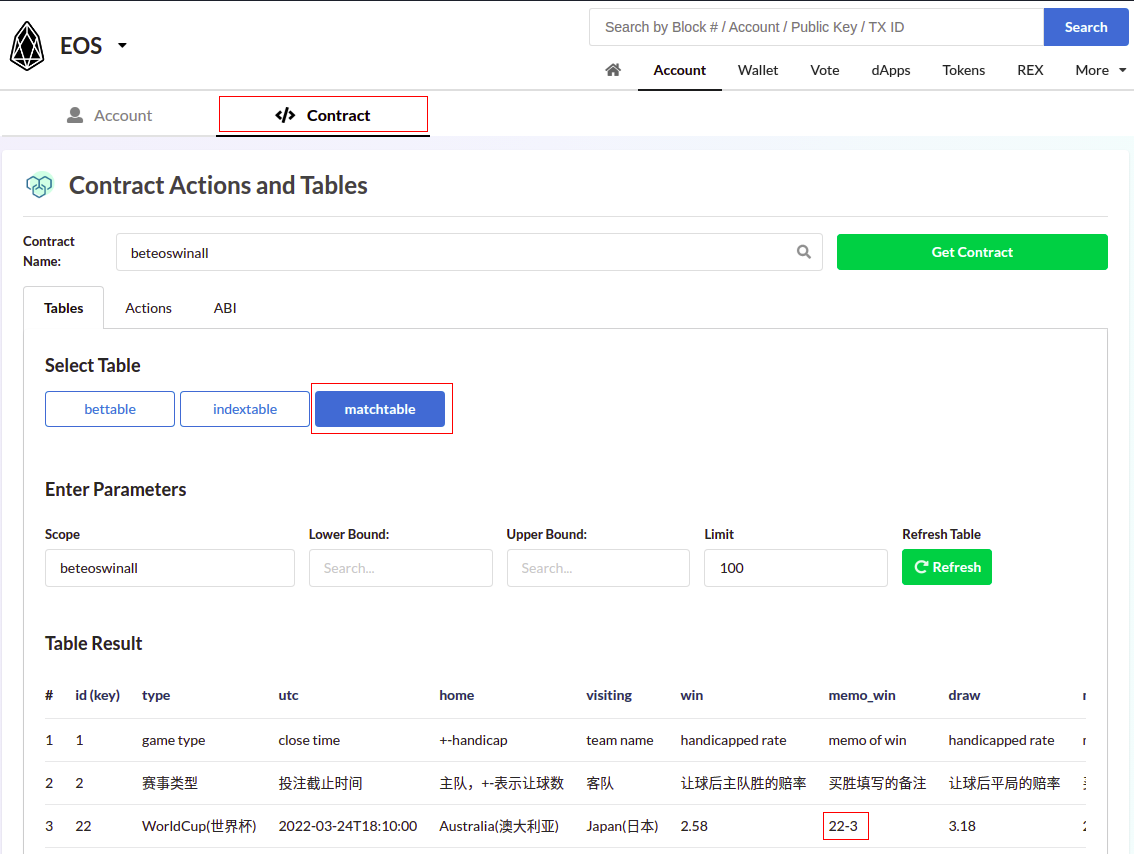 EOS
Search by Block # / Account / Public Key / TX ID
Search
Account Wallet Vote dApps Tokens REX More
Account
Contract
Contract Actions and Tables
Contract Name:
beteoswinall
Get Contract
Tables Actions ABI
Select Table
bettable indextable matchtable
Enter Parameters
Scope Lower Bound: Upper Bound: Limit Refresh Table
beteoswinall Search... Search... 100 Refresh
Table Result
# id (key) type utc home visiting win memo_win draw
1 1 game type close time +-handicap team name handicapped rate memo of win handicapped rate
2 2 赛事类型 投注截止时间 主队，+-表示让球数 客队 让球后主队胜的赔率 买胜填写的备注 让球后平局的赔率
3 22 WorldCup(世界杯) 2022-03-24T18:10:00 Australia(澳大利亚) Japan(日本) 2.58 22-3 3.18